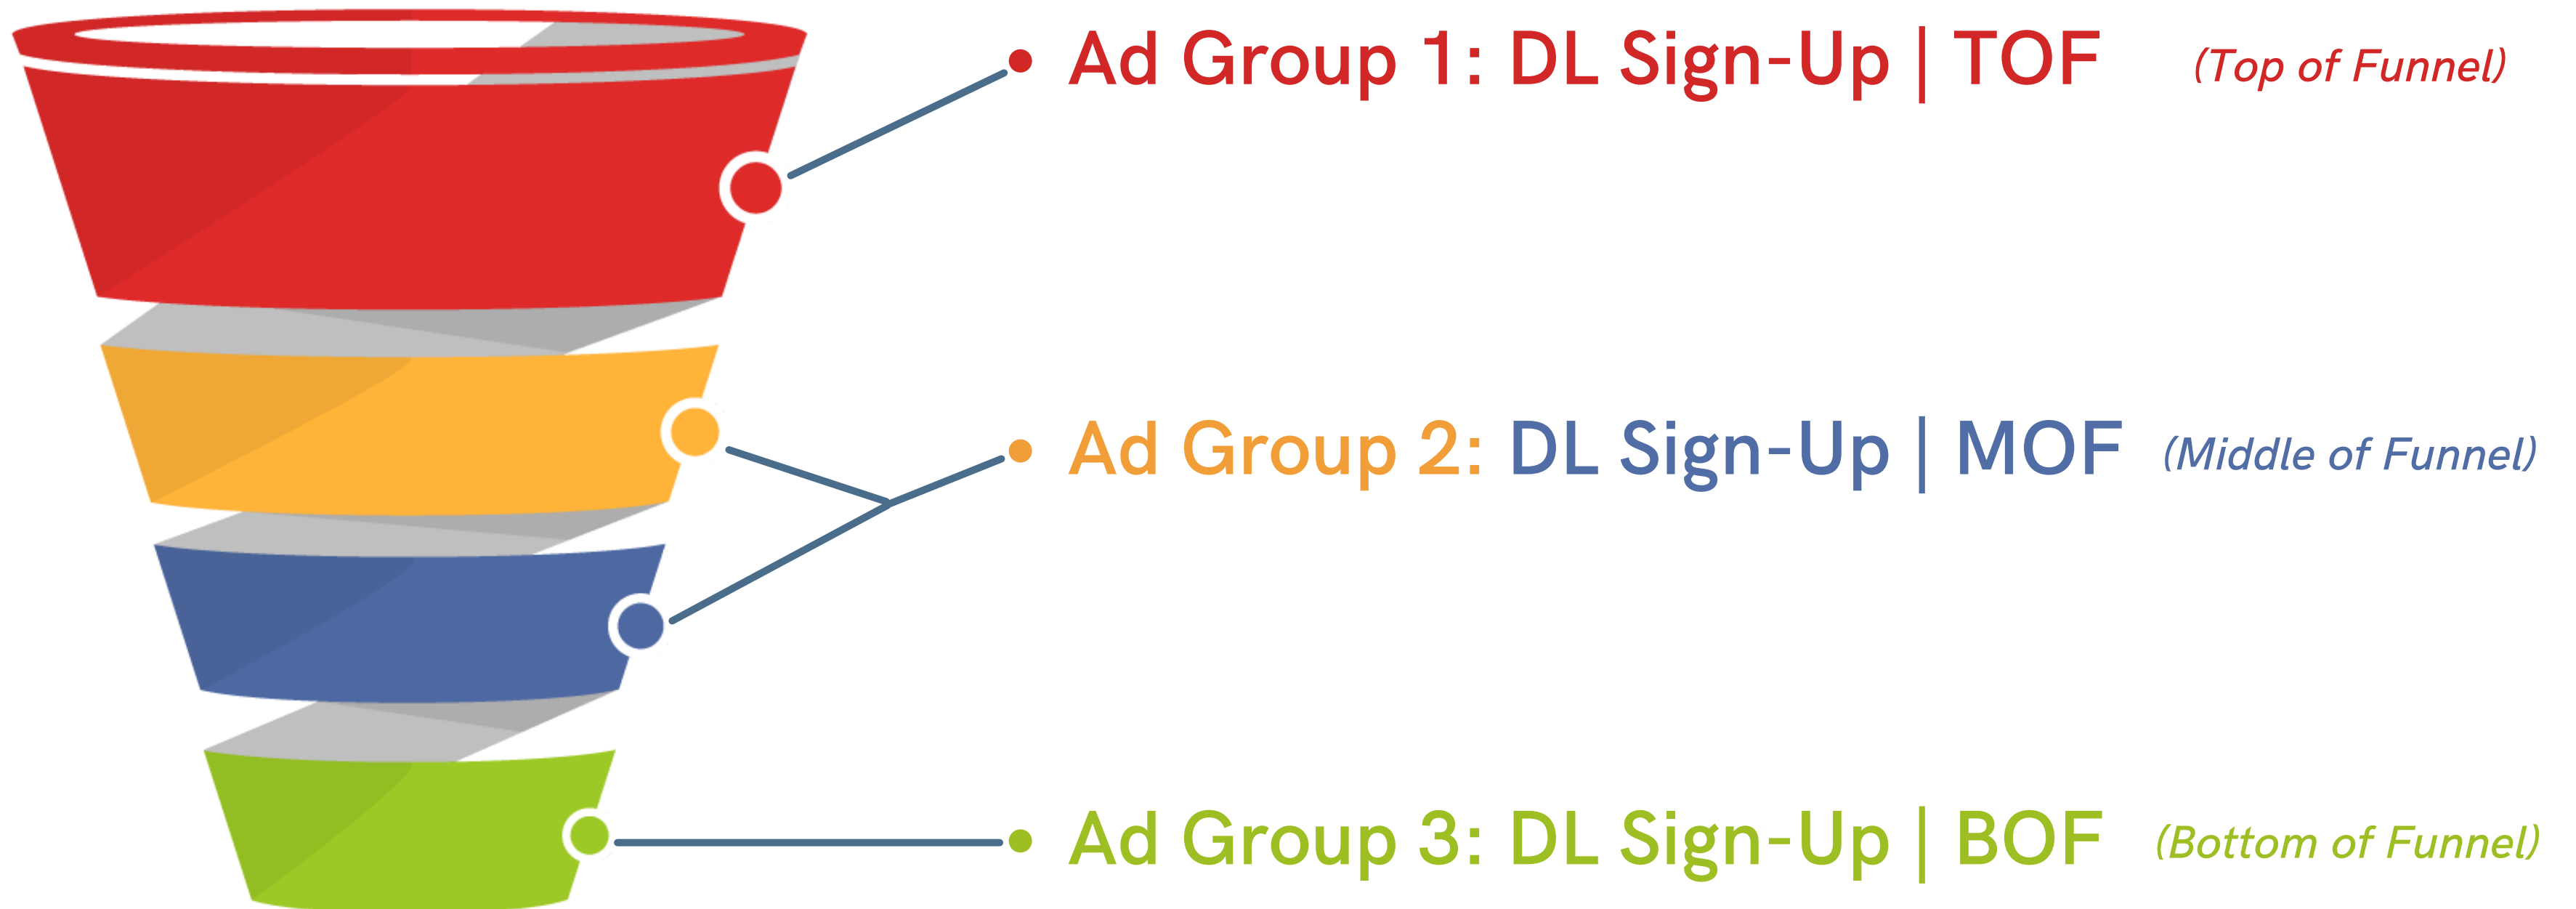 Ad Group 1: DL Sign-Up | TOF (Top of Funnel)
Ad Group 2: DL Sign-Up | MOF (Middle of Funnel)
Ad Group 3: DL Sign-Up | BOF (Bottom of Funnel)